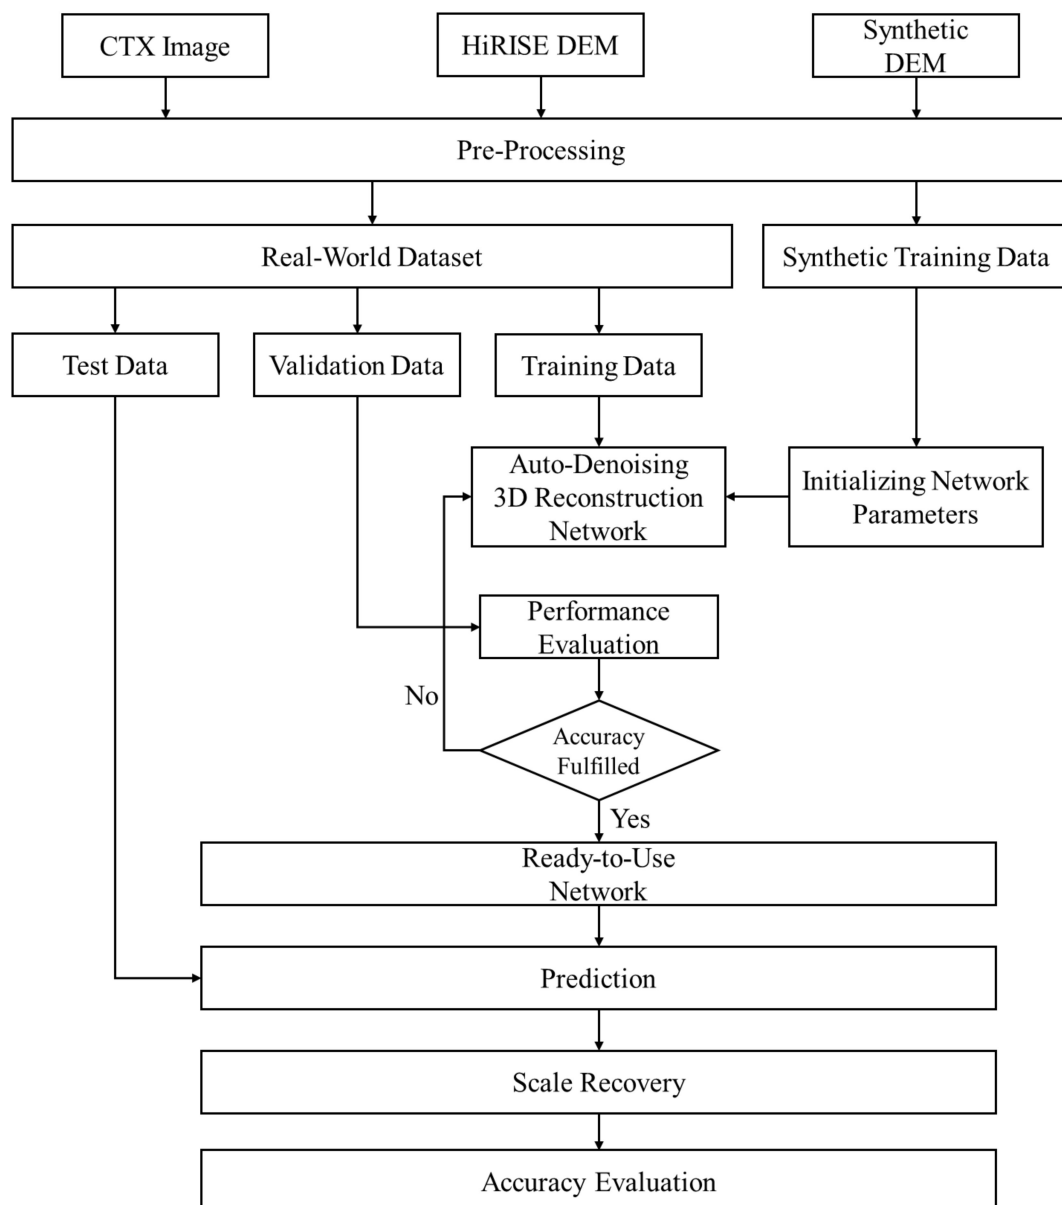 CTX Image
HiRISE DEM
Synthetic
DEM
Pre-Processing
Real-World Dataset
Synthetic Training Data
Test Data
Validation Data
Training Data
Auto-Denoising
3D Reconstruction
Network
Initializing Network
Parameters
Performance
Evaluation
No
Accuracy
Fulfilled
Yes
Ready-to-Use
Network
Prediction
Scale Recovery
Accuracy Evaluation